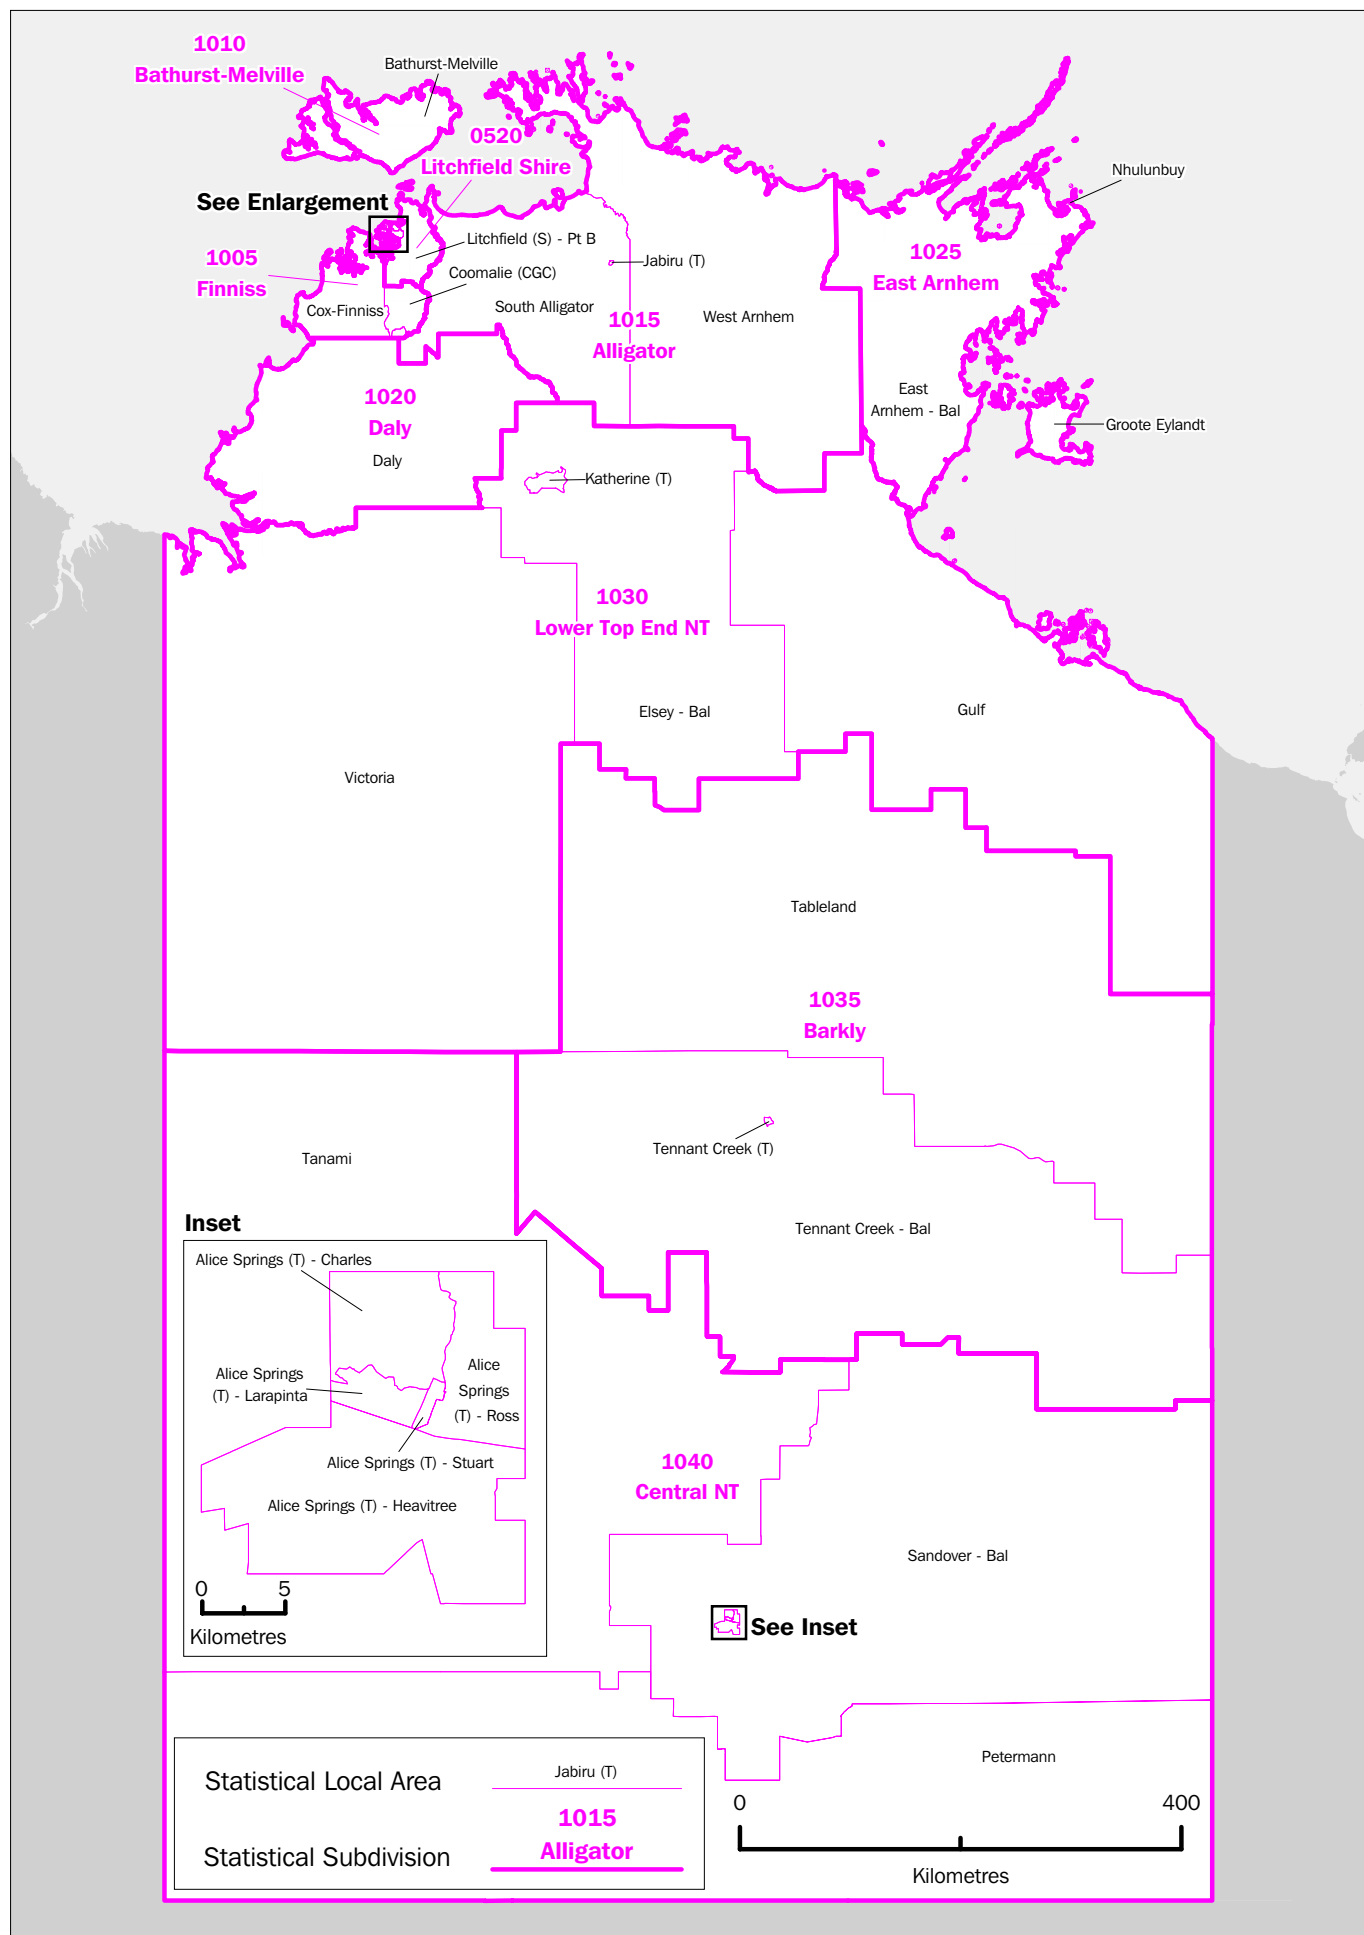 1010
Bathurst-Melville
Bathurst-Melville
0520
Litchfield Shire
Nhulunbuy
See Enlargement
Litchfield (S) - Pt B
1005
Finniss
Coomalie (CGC)
Jabiru (T)
1025
East Arnhem
Cox-Finniss
South Alligator
1015
Alligator
West Arnhem
1020
Daly
Daly
East
Arnhem - Bal
Groote Eylandt
Katherine (T)
1030
Lower Top End NT
Elsey - Bal
Gulf
Victoria
Tableland
1035
Barkly
Tanami
Tennant Creek (T)
Tennant Creek - Bal
Inset
Alice Springs (T) - Charles
Alice Springs
(T) - Larapinta
Alice
Springs
(T) - Ross
Alice Springs (T) - Stuart
Alice Springs (T) - Heavitree
0 5
Kilometres
1040
Central NT
Sandover - Bal
See Inset
Petermann
Statistical Local Area
Jabiru (T)
1015
Alligator
Statistical Subdivision
0 400
Kilometres